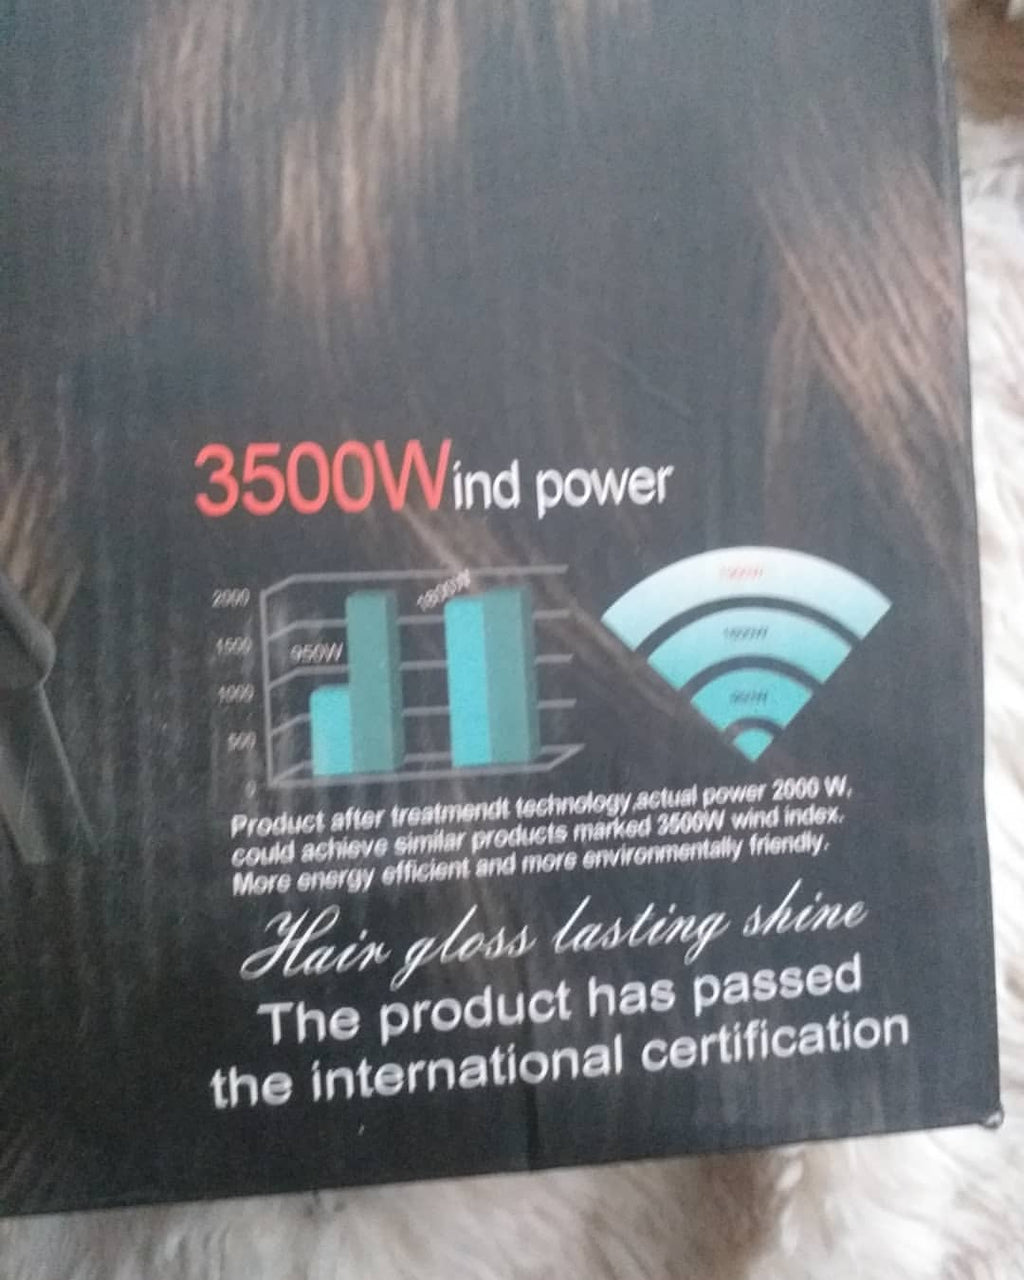 3500Wind power
2000
1800W
1500
950W
1000
500
0
Product after treatmendt technology,actual power 2000 W,
could achieve similar products marked 3500W wind index.
More energy efficient and more environmentally friendly.
Hair gloss lasting shine
The product has passed
the international certification